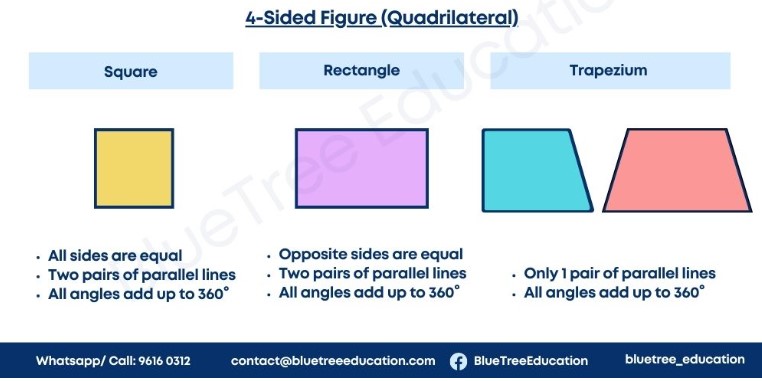 4-Sided Figure (Quadrilateral)
Square
Rectangle
Trapezium
• All sides are equal
• Two pairs of parallel lines
• All angles add up to 360°
• Opposite sides are equal
• Two pairs of parallel lines
• All angles add up to 360°
• Only 1 pair of parallel lines
• All angles add up to 360°
BlueTree Education
Whatsapp/ Call: 9616 0312
contact@bluetreeeducation.com
BlueTreeEducation
bluetree_education